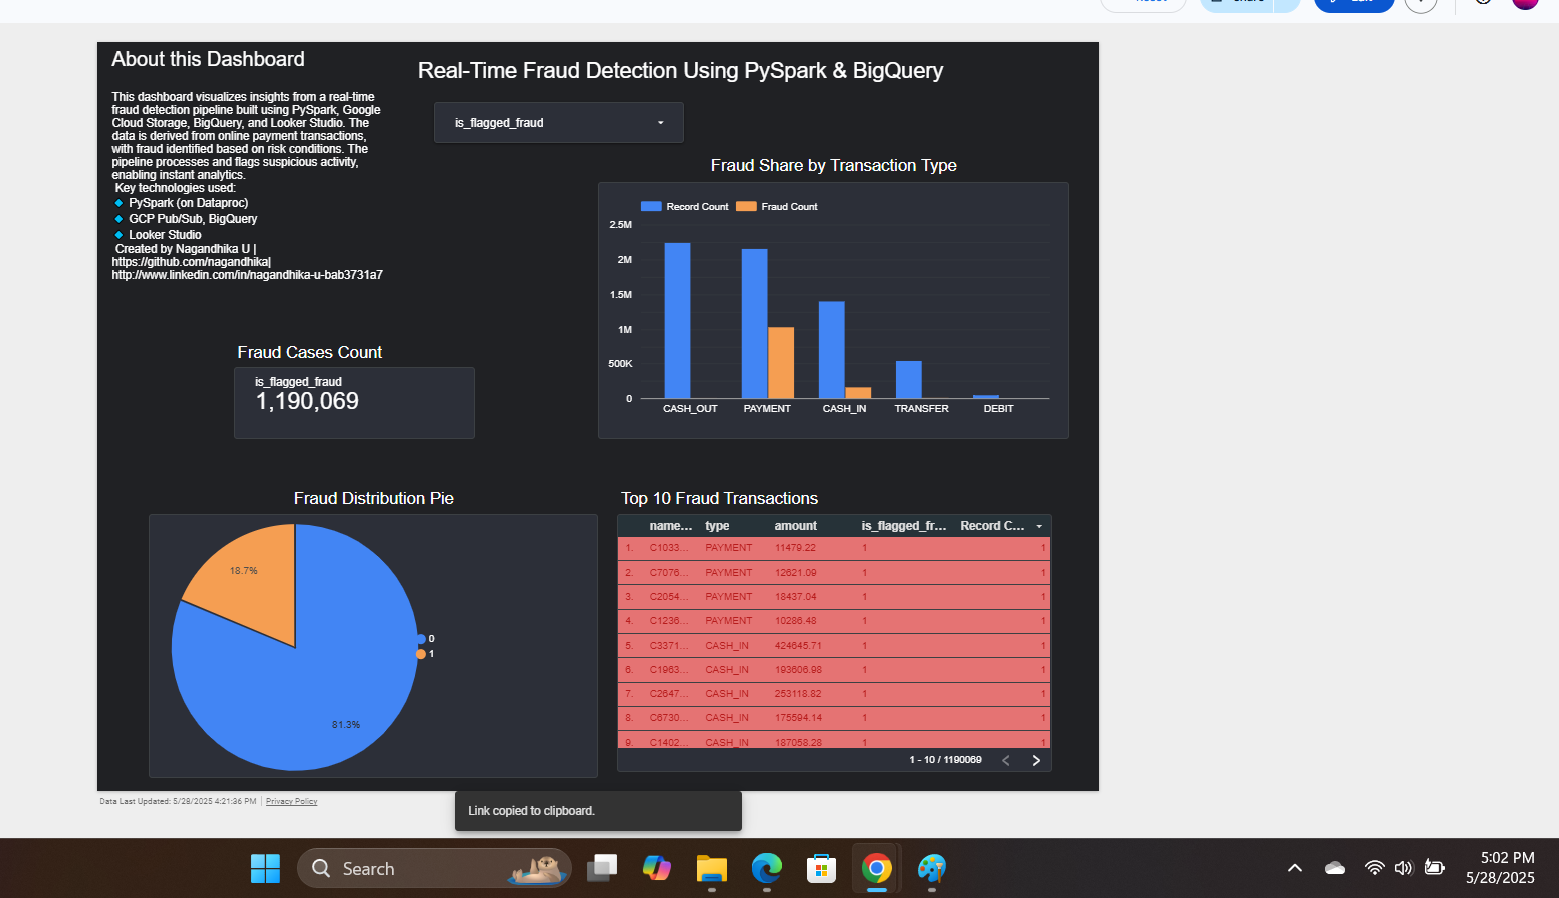 About this Dashboard
This dashboard visualizes insights from a real-time
fraud detection pipeline built using PySpark, Google
Cloud Storage, BigQuery, and Looker Studio. The
data is derived from online payment transactions,
with fraud identified based on risk conditions. The
pipeline processes and flags suspicious activity,
enabling instant analytics.
Key technologies used:
PySpark (on Dataproc)
GCP Pub/Sub, BigQuery
Looker Studio
Created by Nagandhika U |
https://github.com/nagandhika|
http://www.linkedin.com/in/nagandhika-u-bab3731a7
Real-Time Fraud Detection Using PySpark & BigQuery
is_flagged_fraud
Fraud Share by Transaction Type
Record Count Fraud Count
2.5M
2M
1.5M
1M
500K
0
CASH_OUT PAYMENT CASH_IN TRANSFER DEBIT
Fraud Cases Count
is_flagged_fraud
1,190,069
Fraud Distribution Pie
18.7%
81.3%
0
1
Top 10 Fraud Transactions
name... type amount is_flagged_fr... Record C...
1. C1033... PAYMENT 11479.22 1 1
2. C7076... PAYMENT 12621.09 1 1
3. C2054... PAYMENT 18437.04 1 1
4. C1236... PAYMENT 10286.48 1 1
5. C3371... CASH_IN 424645.71 1 1
6. C1963... CASH_IN 193606.98 1 1
7. C2647... CASH_IN 253118.82 1 1
8. C6730... CASH_IN 175594.14 1 1
9. C1402... CASH_IN 187058.28 1 1
1 - 10 / 1190069
Data Last Updated: 5/28/2025 4:21:36 PM | Privacy Policy
Link copied to clipboard.
Search
5:02 PM
5/28/2025